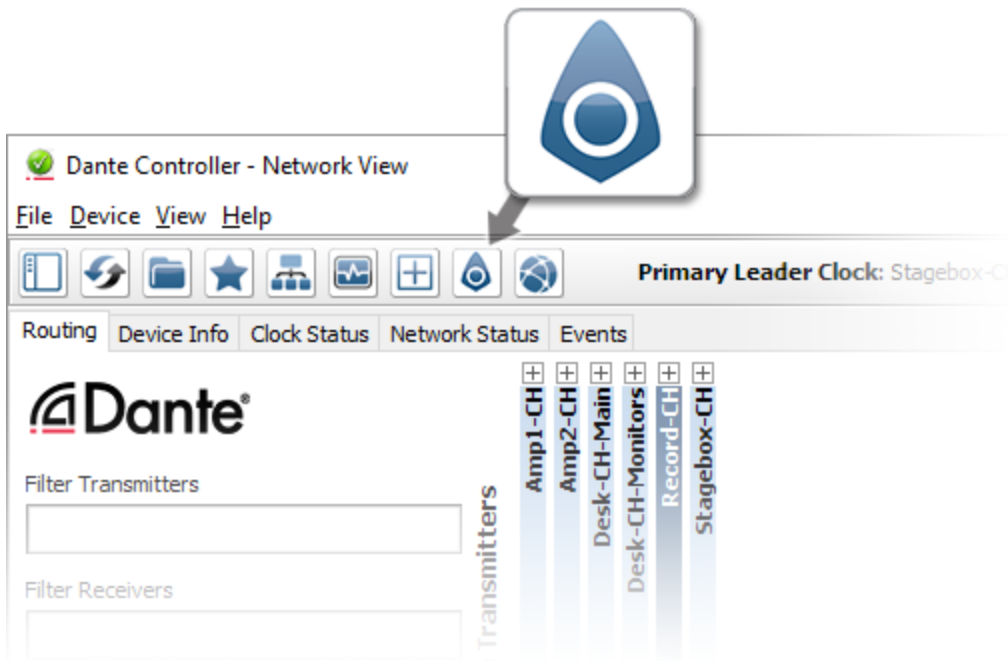 Dante Controller - Network View
File Device View Help
Primary Leader Clock: Stagebox-C
Routing Device Info Clock Status Network Status Events
Dante®
Filter Transmitters
Filter Receivers
Transmitters
Amp1-CH
Amp2-CH
Desk-CH-Main
Desk-CH-Monitors
Record-CH
Stagebox-CH